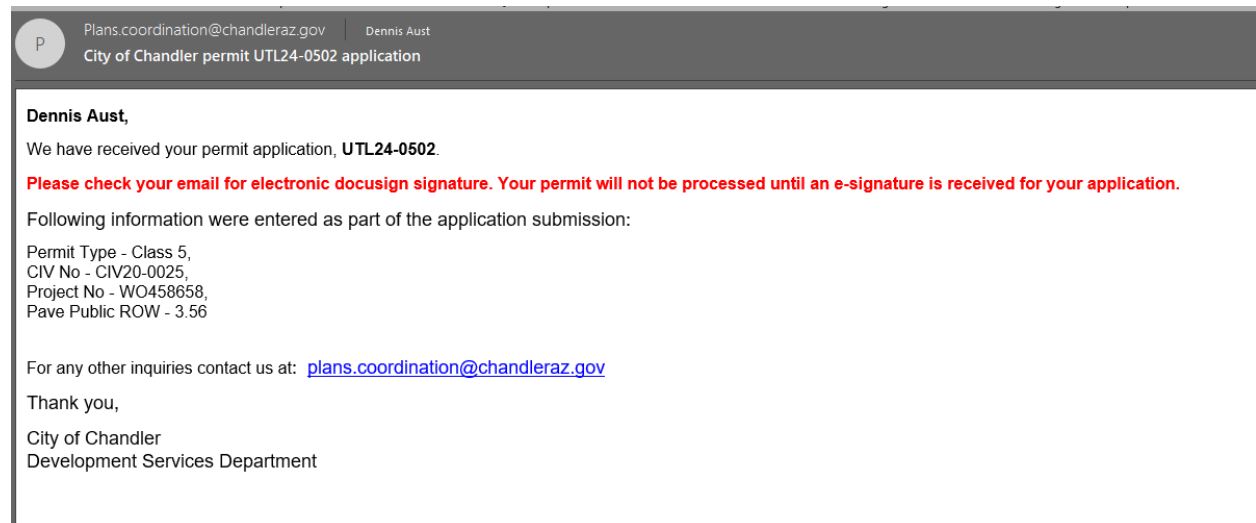 P
Plans.coordination@chandleraz.gov Dennis Aust
City of Chandler permit UTL24-0502 application
Dennis Aust,
We have received your permit application, UTL24-0502.
Please check your email for electronic docusign signature. Your permit will not be processed until an e-signature is received for your application.
Following information were entered as part of the application submission:
Permit Type - Class 5,
CIV No - CIV20-0025,
Project No - WO458658,
Pave Public ROW - 3.56
For any other inquiries contact us at: plans.coordination@chandleraz.gov
Thank you,
City of Chandler
Development Services Department